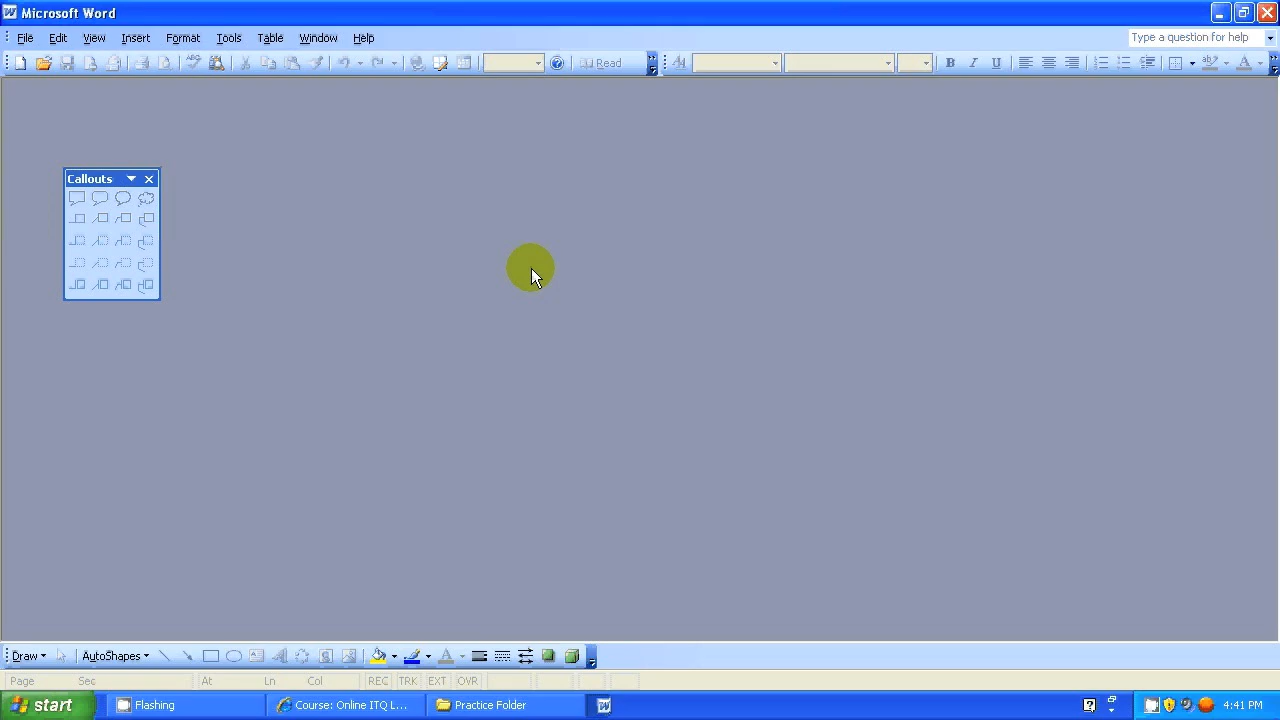 Microsoft Word
File Edit View Insert Format Tools Table Window Help
Type a question for help
Read
B I U
A
Callouts
Draw AutoShapes
A
Page Sec At Ln Col REC TRK EXT OVR
start Flashing Course: Online ITQ L... Practice Folder 4:41 PM